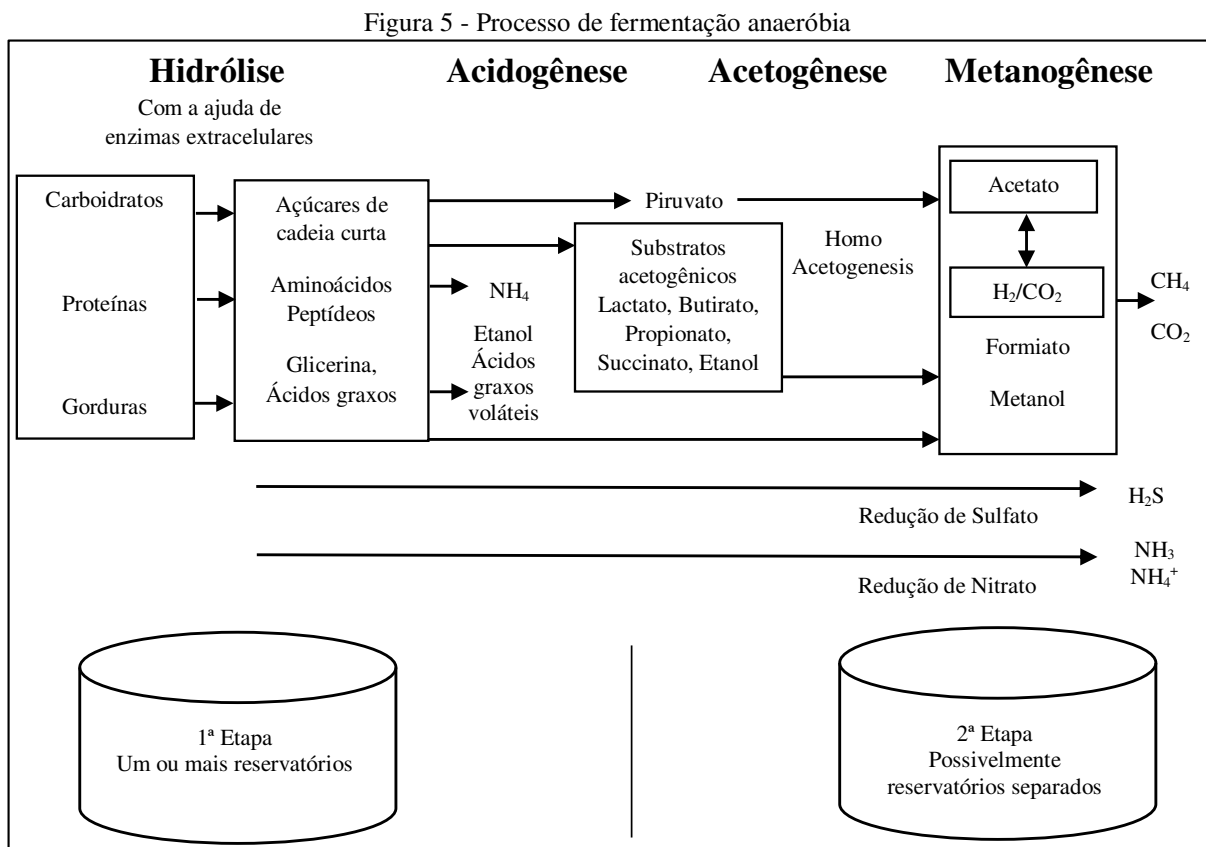 Figura 5 - Processo de fermentação anaeróbia
Hidrólise
Com a ajuda de
enzimas extracelulares
Acidogênese
Acetogênese
Metanogênese
Carboidratos
Proteínas
Gorduras
Açúcares de
cadeia curta
Aminoácidos
Peptídeos
Glicerina,
Ácidos graxos
NH₄
Etanol
Ácidos
graxos
voláteis
Piruvato
Substratos
acetogênicos
Lactato, Butirato,
Propionato,
Succinato, Etanol
Homo
Acetogenesis
Acetato
H₂/CO₂
Formiato
Metanol
CH₄
CO₂
Redução de Sulfato
H₂S
Redução de Nitrato
NH₃
NH₄⁺
1ª Etapa
Um ou mais reservatórios
2ª Etapa
Possivelmente
reservatórios separados